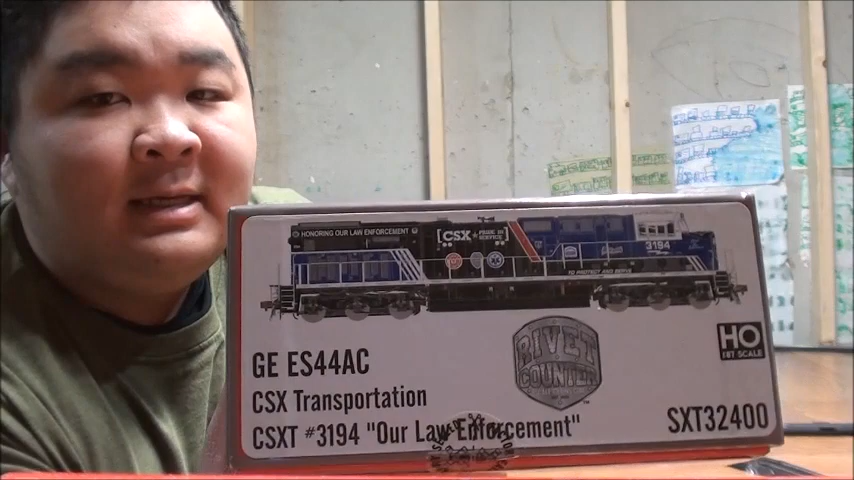 HONORING OUR LAW ENFORCEMENT
[CSX] PRIDE IN
SERVICE
3194
TO PROTECT AND SERVE
GE ES44AC
CSX Transportation
CSXT #3194 "Our Law Enforcement"
RIVET
COUNTER
HO
1:87 SCALE
SXT32400